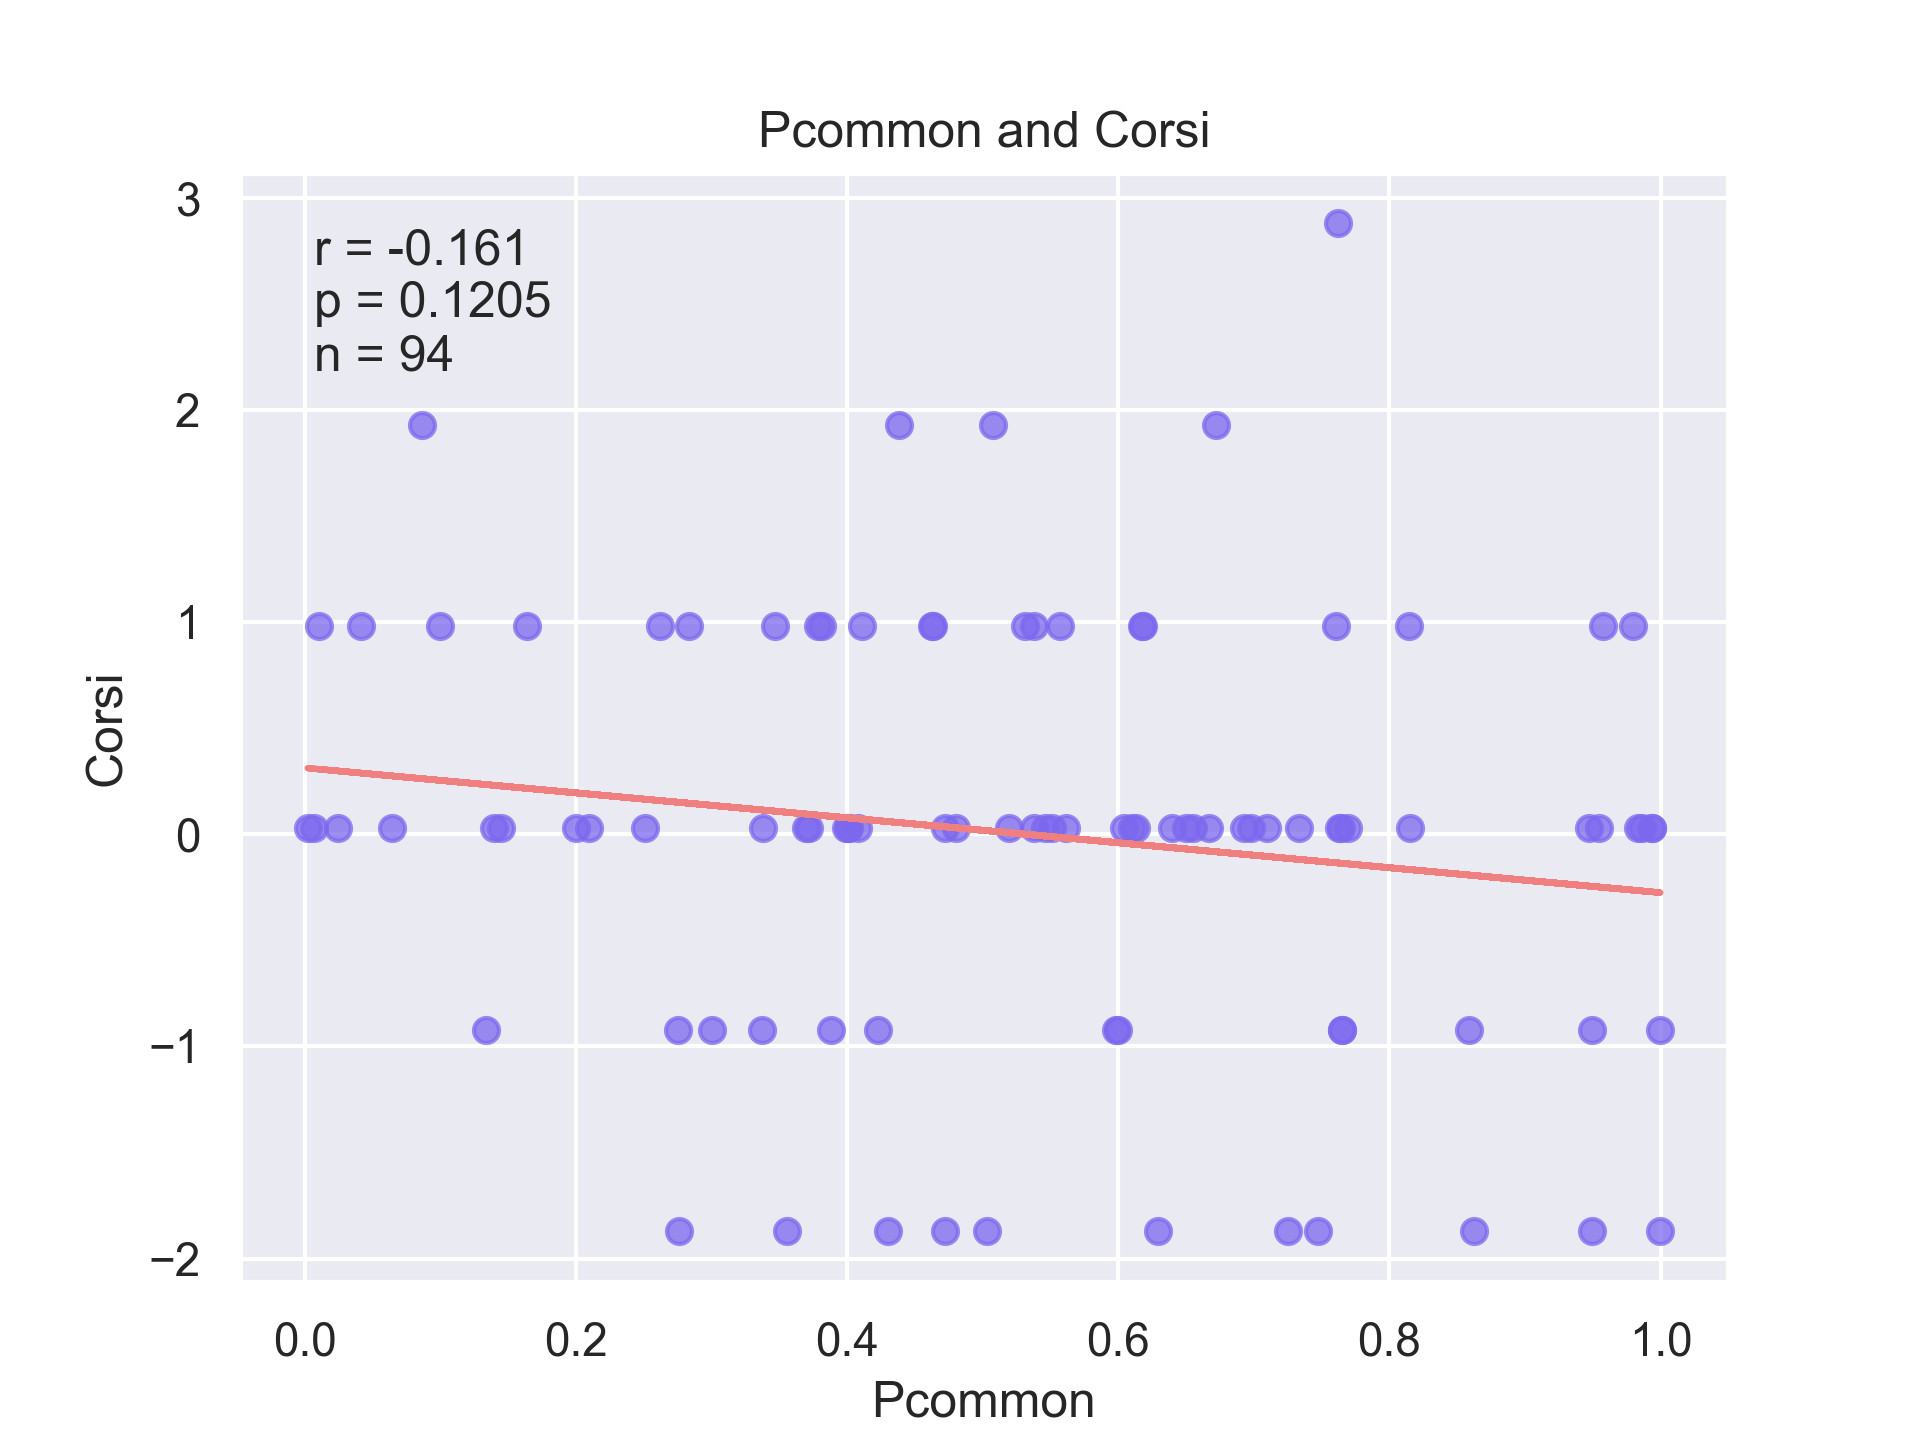 Pcommon and Corsi
3
r = -0.161
p = 0.1205
n = 94
2
1
Corsi
0
−1
−2
0.0 0.2 0.4 0.6 0.8 1.0
Pcommon